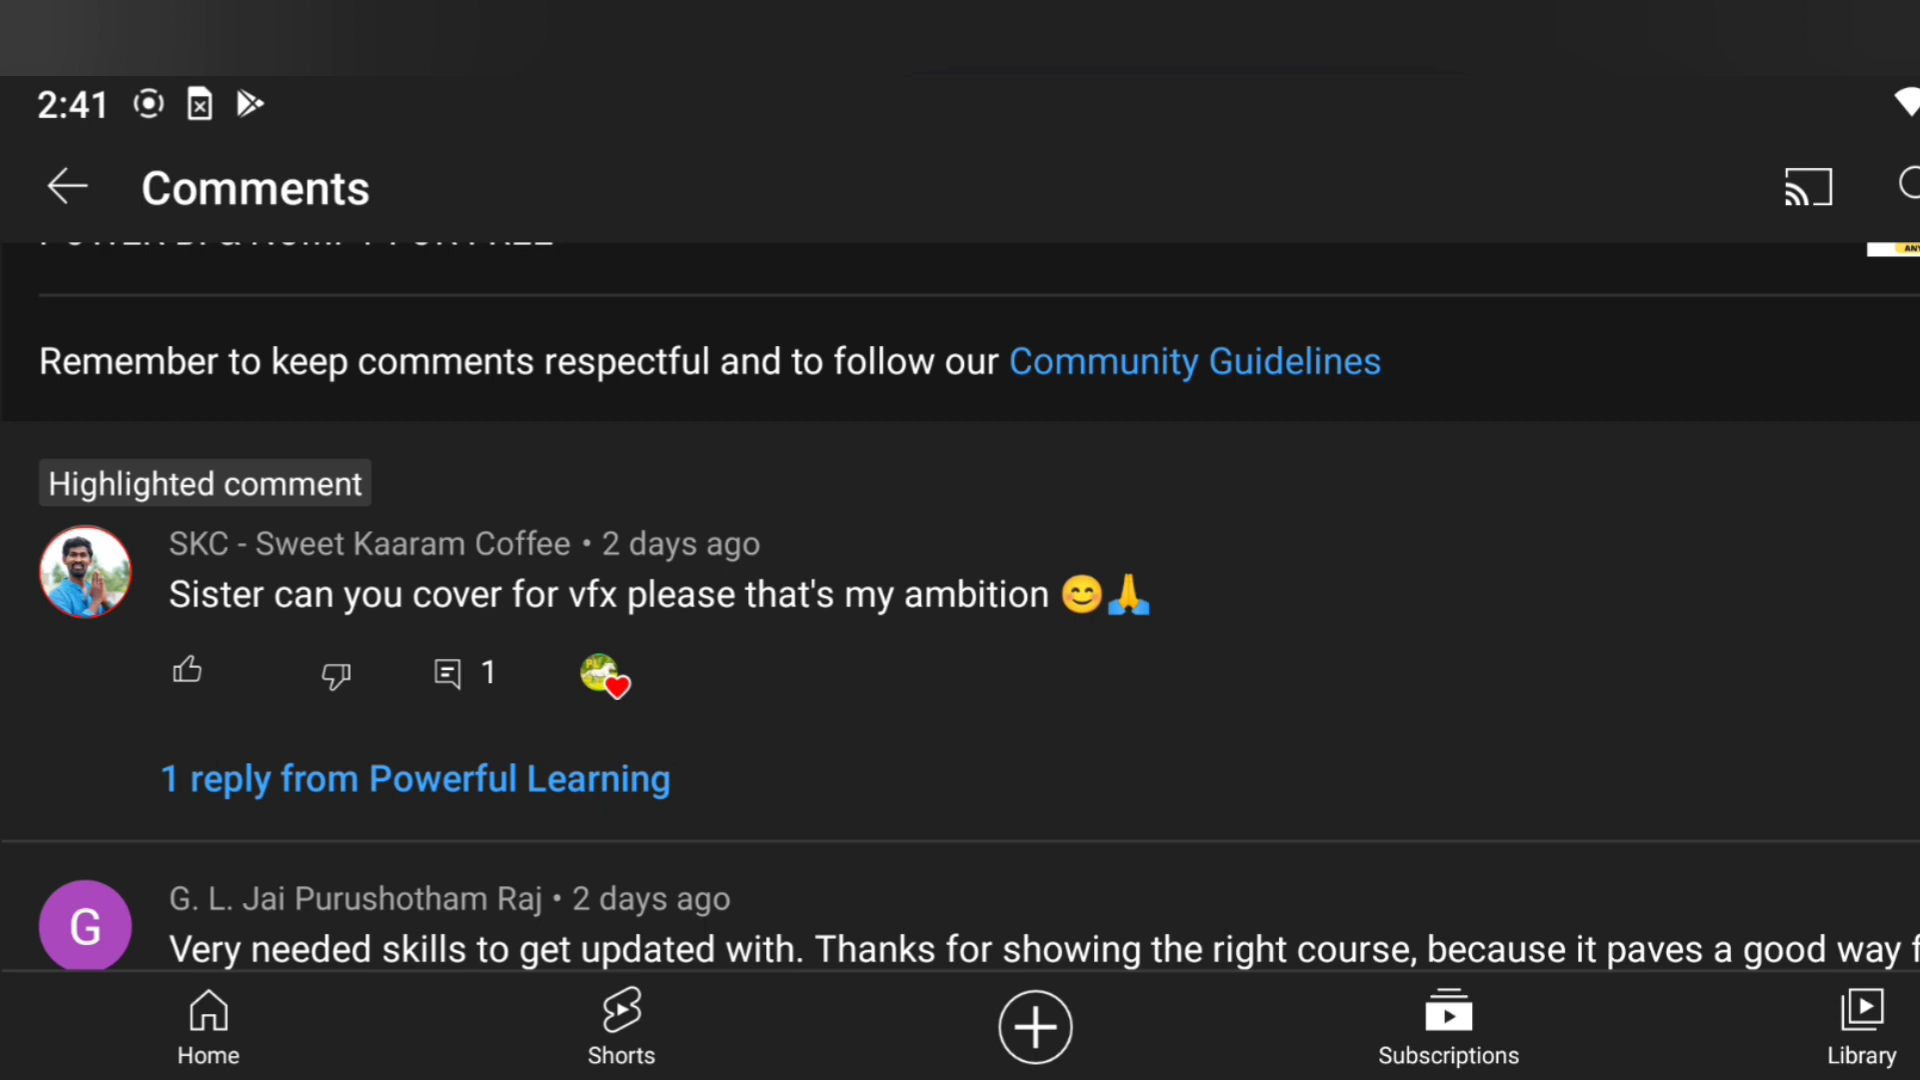 2:41
Comments
Remember to keep comments respectful and to follow our Community Guidelines
Highlighted comment
SKC - Sweet Kaaram Coffee • 2 days ago
Sister can you cover for vfx please that's my ambition 😊🙏
1
1 reply from Powerful Learning
G
G. L. Jai Purushotham Raj • 2 days ago
Very needed skills to get updated with. Thanks for showing the right course, because it paves a good way f
Home
Shorts
Subscriptions
Library